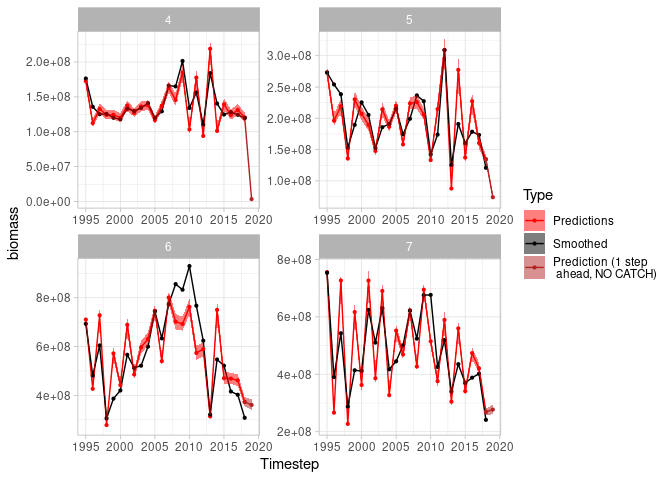 4
5
2.0e+08
1.5e+08
1.0e+08
5.0e+07
0.0e+00
3.0e+08
2.5e+08
2.0e+08
1.5e+08
1.0e+08
1995 2000 2005 2010 2015 2020
1995 2000 2005 2010 2015 2020
biomass
6
7
8e+08
6e+08
4e+08
8e+08
6e+08
4e+08
2e+08
1995 2000 2005 2010 2015 2020
1995 2000 2005 2010 2015 2020
Timestep
Type
Predictions
Smoothed
Prediction (1 step
ahead, NO CATCH)